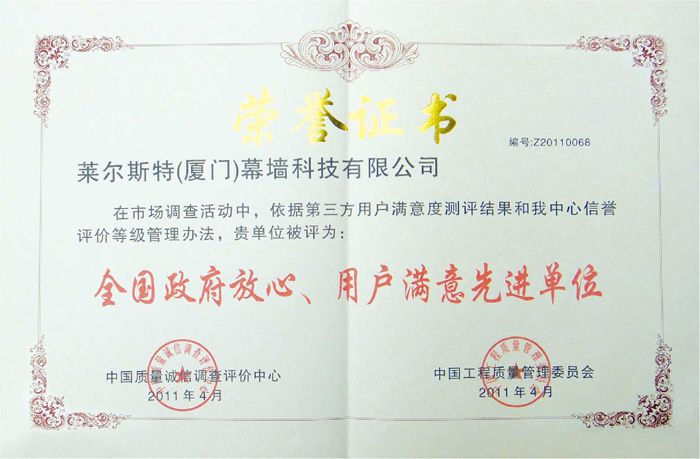 荣誉证书
编号:Z20110068
莱尔斯特(厦门)幕墙科技有限公司
在市场调查活动中，依据第三方用户满意度测评结果和我中心信誉
评价等级管理办法，贵单位被评为：
全国政府放心、用户满意先进单位
中国质量诚信调查评价中心
2011年4月
中国工程质量管理委员会
2011年4月